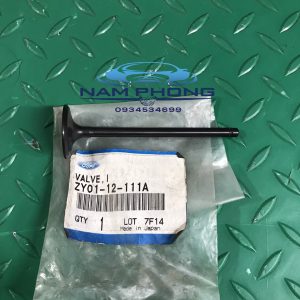 NAM PHONG
0934534699
VALVE,I
ZY01-12-111A
QTY 1 LOT 7F14
Made in Japan